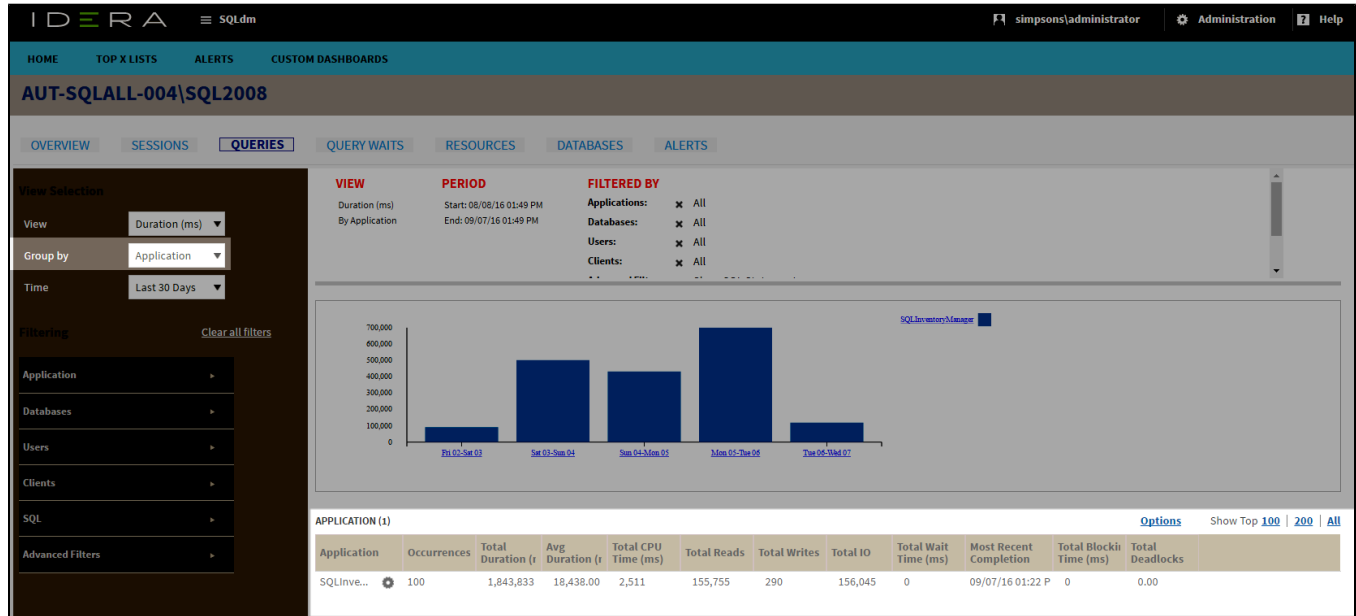 IDERA SQLdm simpsons\administrator Administration ? Help
HOME TOP X LISTS ALERTS CUSTOM DASHBOARDS
AUT-SQLALL-004\SQL2008
OVERVIEW SESSIONS QUERIES QUERY WAITS RESOURCES DATABASES ALERTS
View Selection
View Duration (ms)
Group by Application
Time Last 30 Days
Filtering Clear all filters
Application
Databases
Users
Clients
SQL
Advanced Filters
VIEW PERIOD FILTERED BY
Duration (ms) Start: 08/08/16 01:49 PM Applications: All
By Application End: 09/07/16 01:49 PM Databases: All
Users: All
Clients: All
700,000
600,000
500,000
400,000
300,000
200,000
100,000
0
Fri 02-Sat 03 Sat 03-Sun 04 Sun 04-Mon 05 Mon 05-Tue 06 Tue 06-Wed 07
SQLInventoryManager
APPLICATION (1) Options Show Top 100 | 200 | All
Application Occurrences Total Duration (r Avg Duration (r Total CPU Time (ms) Total Reads Total Writes Total IO Total Wait Time (ms) Most Recent Completion Total Blockin Time (ms) Total Deadlocks
SQLInve... 100 1,843,833 18,438.00 2,511 155,755 290 156,045 0 09/07/16 01:22 P 0 0.00